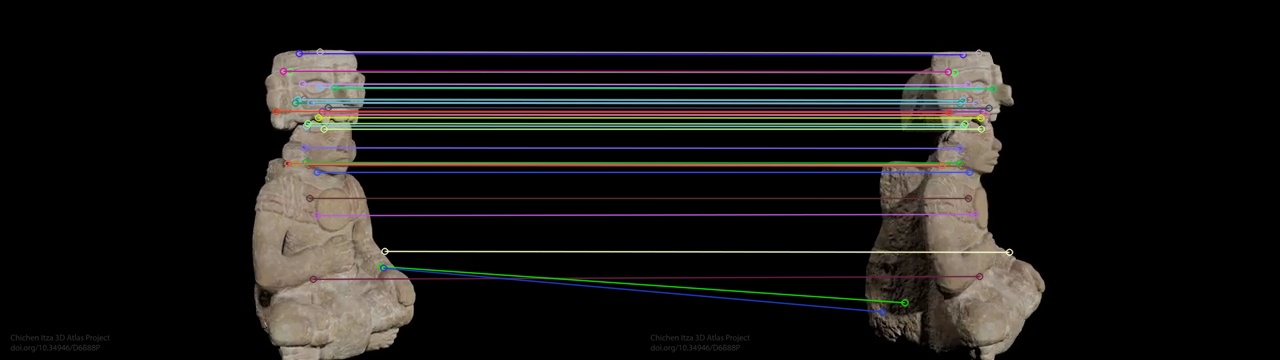 Chichen Itza 3D Atlas Project
doi.org/10.34946/D6B88P
Chichen Itza 3D Atlas Project
doi.org/10.34946/D6B88P